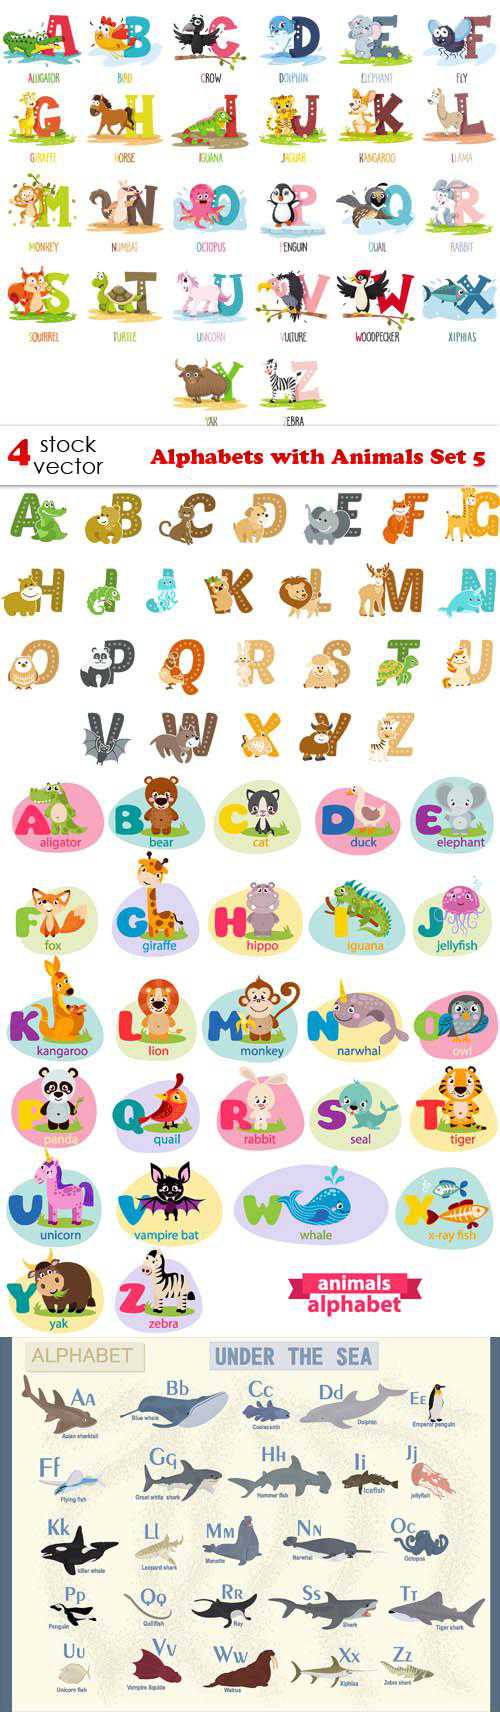 A B C D E F
ALLIGATOR BIRD CROW DOLPHIN ELEPHANT FLY
G H I J K L
GIRAFFE HORSE IGUANA JAGUAR KANGAROO LLAMA
M N O P Q R
MONKEY NUMBAT OCTOPUS PENGUIN QUAIL RABBIT
S T U V W X
SQUIRREL TURTLE UNICORN VULTURE WOODPECKER XIPHIAS
Y Z
YAK ZEBRA
4 stock vector
Alphabets with Animals Set 5
A B C D E F G
H I J K L M N
O P Q R S T U
V W X Y Z
A B C D E
alligator bear cat duck elephant
F G H I J
fox giraffe hippo iguana jellyfish
K L M N O
kangaroo lion monkey narwhal owl
P Q R S T
panda quail rabbit seal tiger
U V W X
unicorn vampire bat whale x-ray fish
Y Z
yak zebra
animals
alphabet
ALPHABET UNDER THE SEA
Aa Bb Cc Dd Ee
Asian sharktail Blue whale Coelacanth Dolphin Emperor penguin
Ff Gg Hh Ii Jj
Flying fish Great white shark Hammer fish Icefish jellyfish
Kk Ll Mm Nn Oc
killer whale Leopard shark Manatte Narwhal Octopus
Pp Qq Rr Ss Tt
Penguin Quillfish Ray Shark Tiger shark
Uu Vv Ww Xx Zz
Unicorn fish Vampire Squide Walrus Xiphias Zebra shark